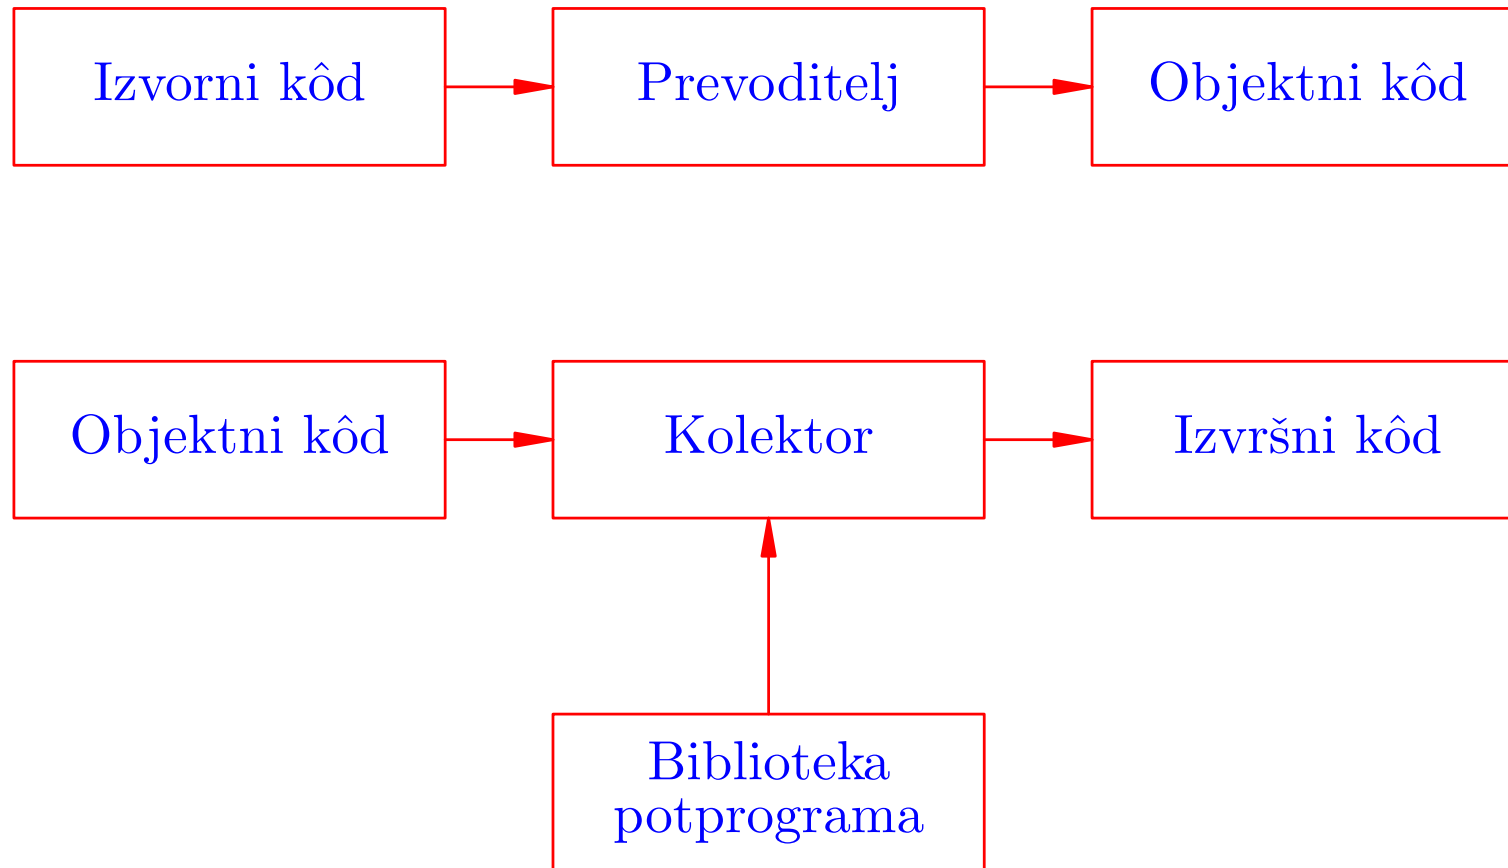 Izvorni kôd
Prevoditelj
Objektni kôd
Objektni kôd
Kolektor
Izvršni kôd
Biblioteka
potprograma